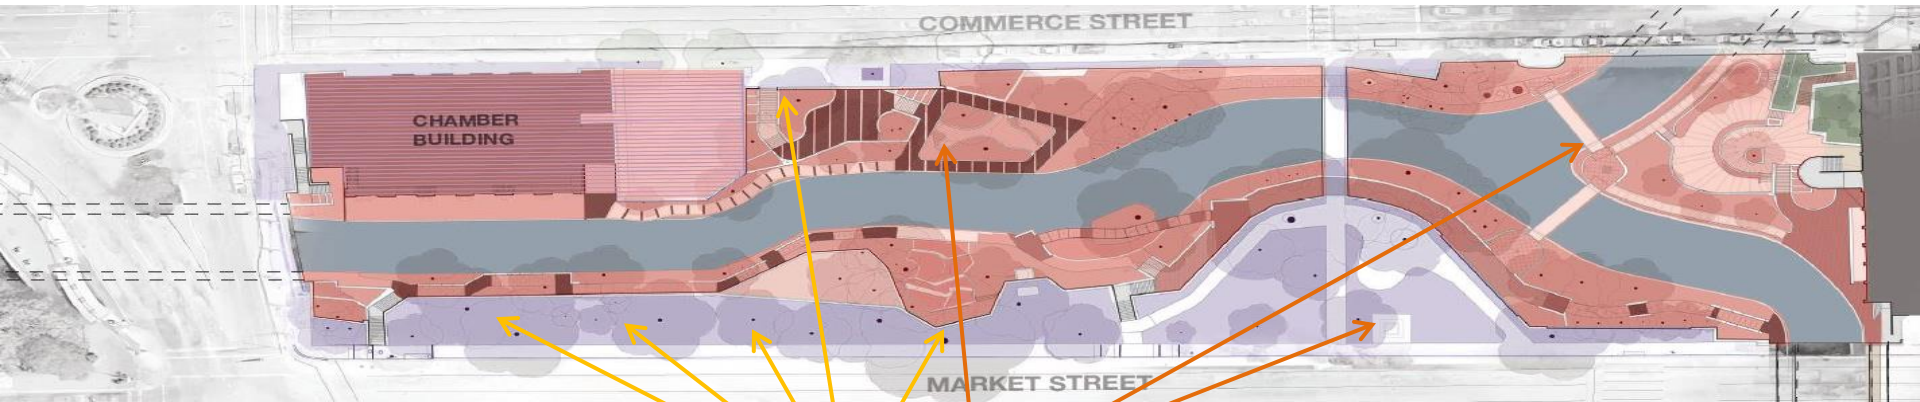 COMMERCE STREET
CHAMBER
BUILDING
MARKET STREET